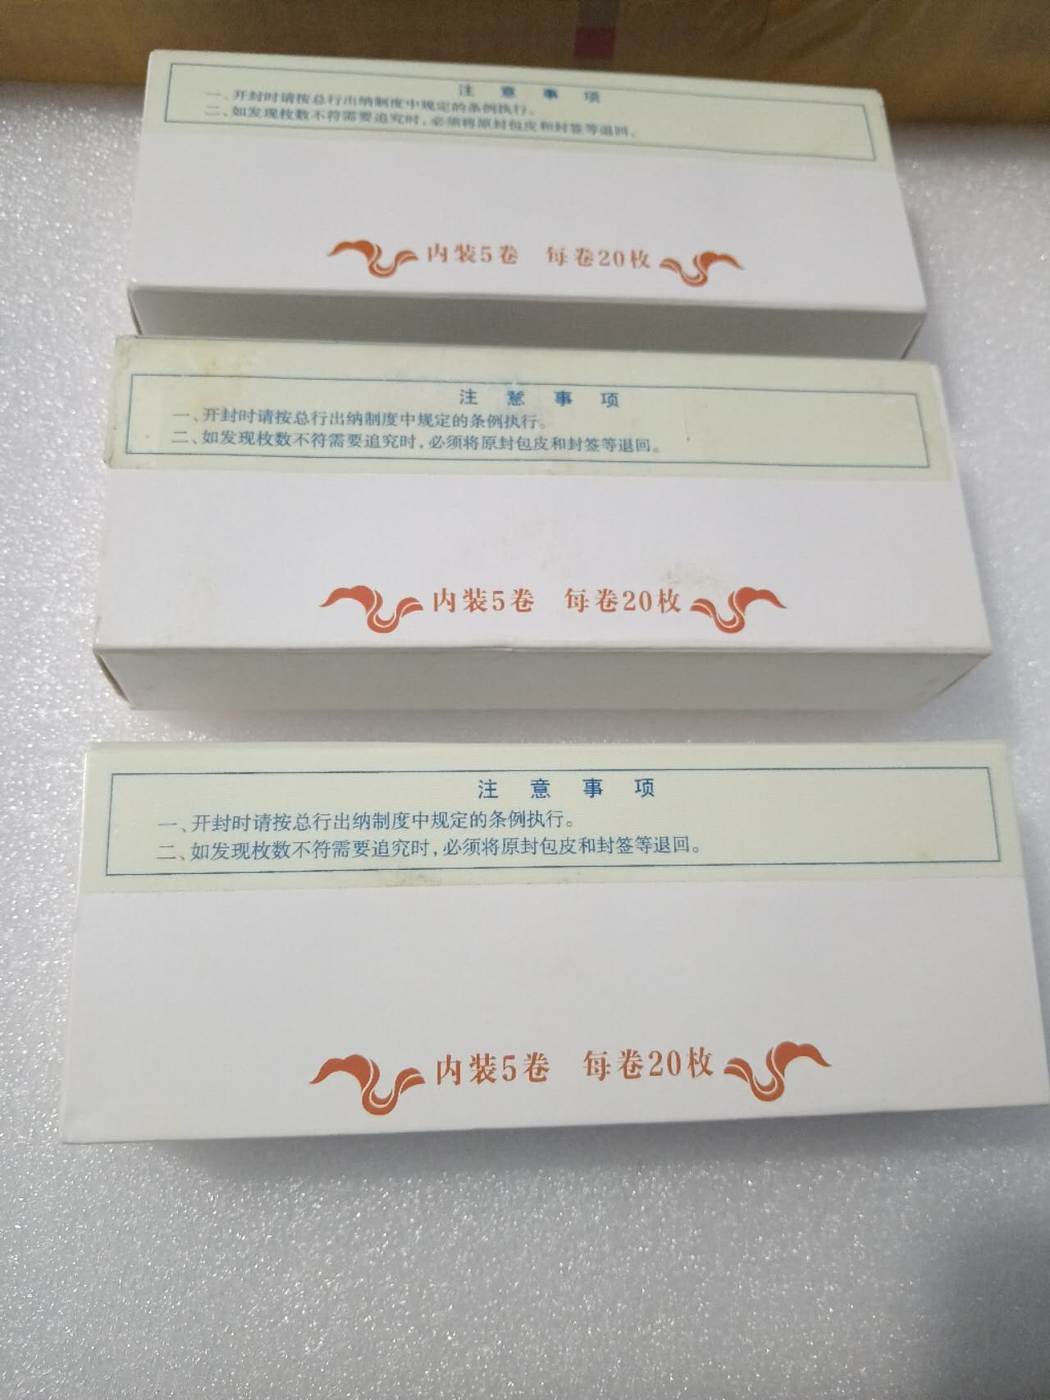 注意事项
一、开封时请按总行出纳制度中规定的条例执行。
二、如发现枚数不符需要追究时，必须将原封包皮和封签等退回。
内装5卷 每卷20枚
注意事项
一、开封时请按总行出纳制度中规定的条例执行。
二、如发现枚数不符需要追究时，必须将原封包皮和封签等退回。
内装5卷 每卷20枚
注意事项
一、开封时请按总行出纳制度中规定的条例执行。
二、如发现枚数不符需要追究时，必须将原封包皮和封签等退回。
内装5卷 每卷20枚